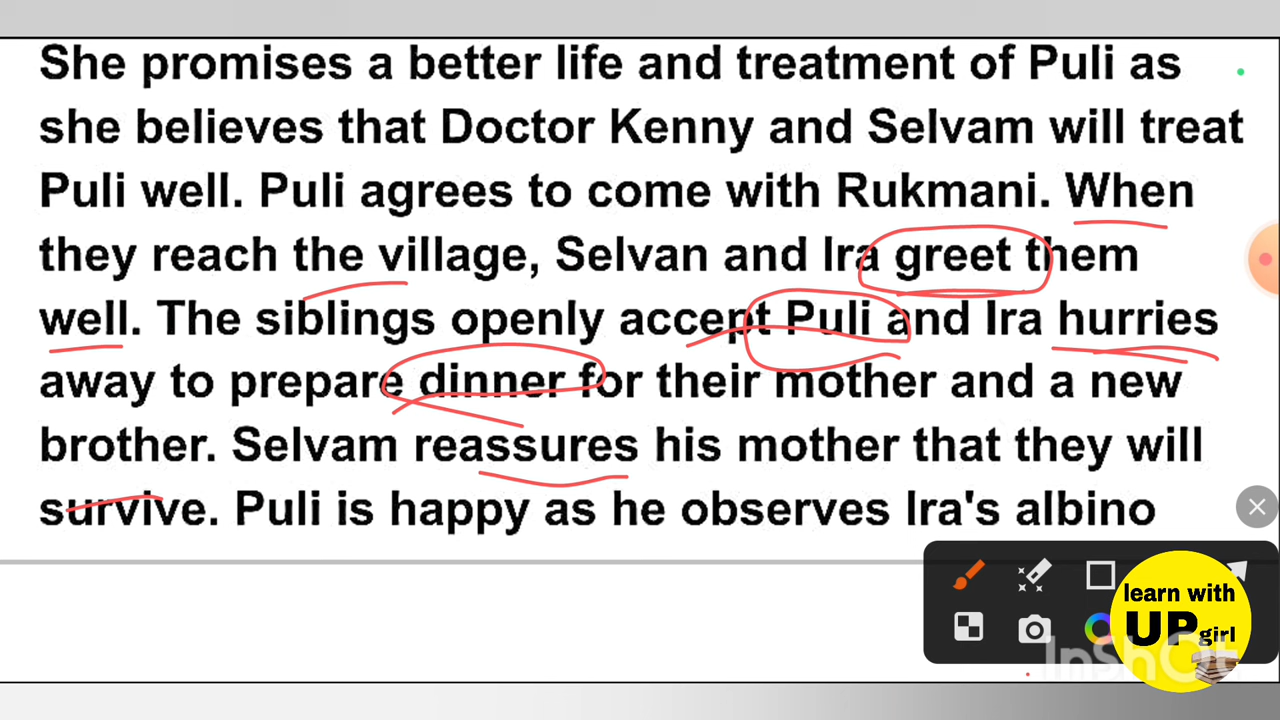 She promises a better life and treatment of Puli as
she believes that Doctor Kenny and Selvam will treat
Puli well. Puli agrees to come with Rukmani. When
they reach the village, Selvan and Ira greet them
well. The siblings openly accept Puli and Ira hurries
away to prepare dinner for their mother and a new
brother. Selvam reassures his mother that they will
survive. Puli is happy as he observes Ira's albino
learn with
UP girl
InShOt